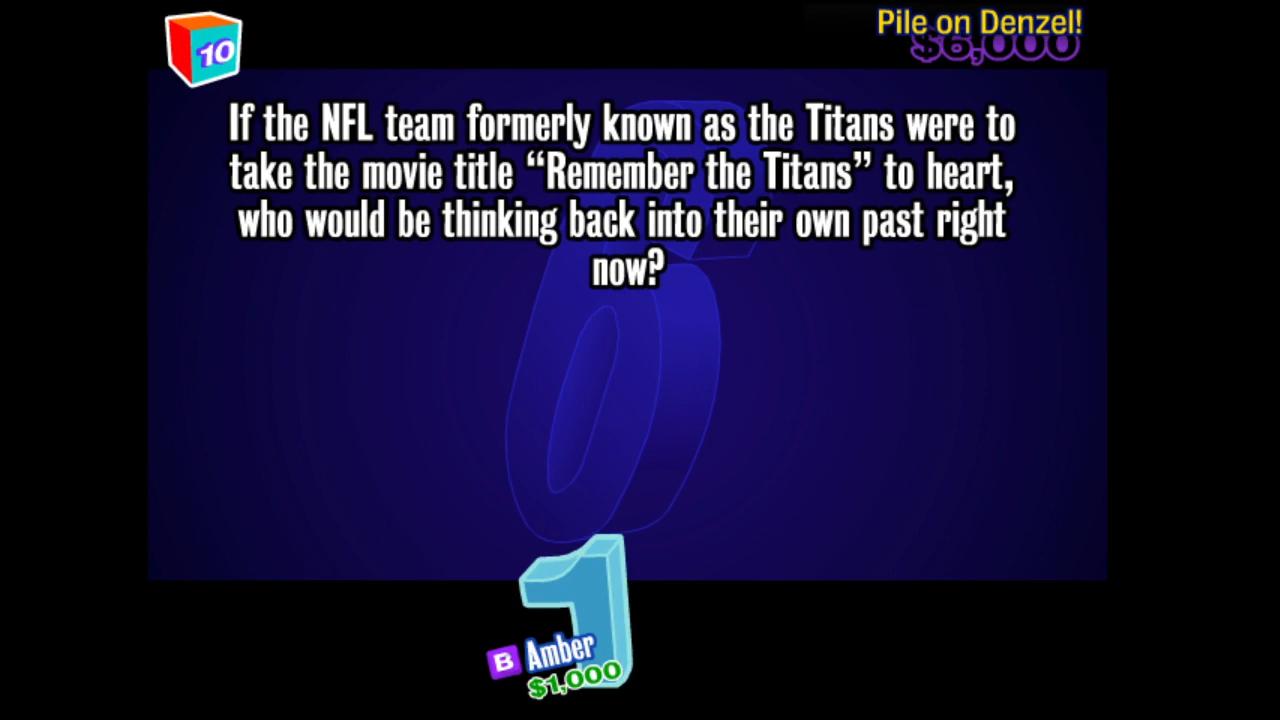 10
Pile on Denzel!
$6,000
If the NFL team formerly known as the Titans were to
take the movie title “Remember the Titans” to heart,
who would be thinking back into their own past right
now?
6
1
B Amber
$1,000